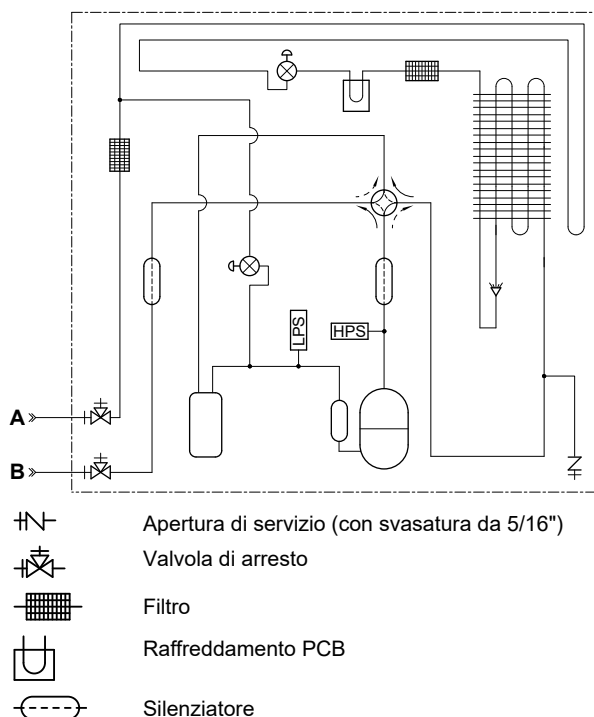 LPS
HPS
A
B
Apertura di servizio (con svasatura da 5/16")
Valvola di arresto
Filtro
Raffreddamento PCB
Silenziatore